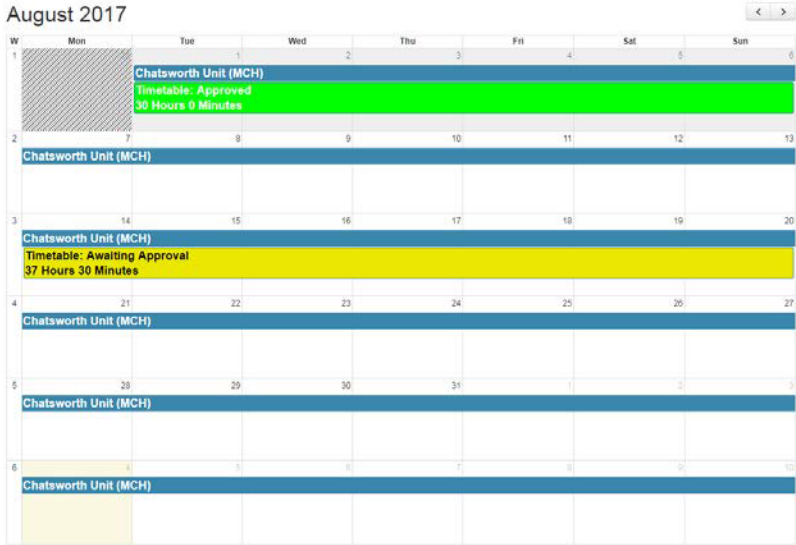 August 2017
< >
W Mon Tue Wed Thu Fri Sat Sun
1 1 2 3 4 5 6
Chatsworth Unit (MCH)
Timetable: Approved
30 Hours 0 Minutes
2 7 8 9 10 11 12 13
Chatsworth Unit (MCH)
3 14 15 16 17 18 19 20
Chatsworth Unit (MCH)
Timetable: Awaiting Approval
37 Hours 30 Minutes
4 21 22 23 24 25 26 27
Chatsworth Unit (MCH)
5 28 29 30 31 1 2 3
Chatsworth Unit (MCH)
6 4 5 6 7 8 9 10
Chatsworth Unit (MCH)